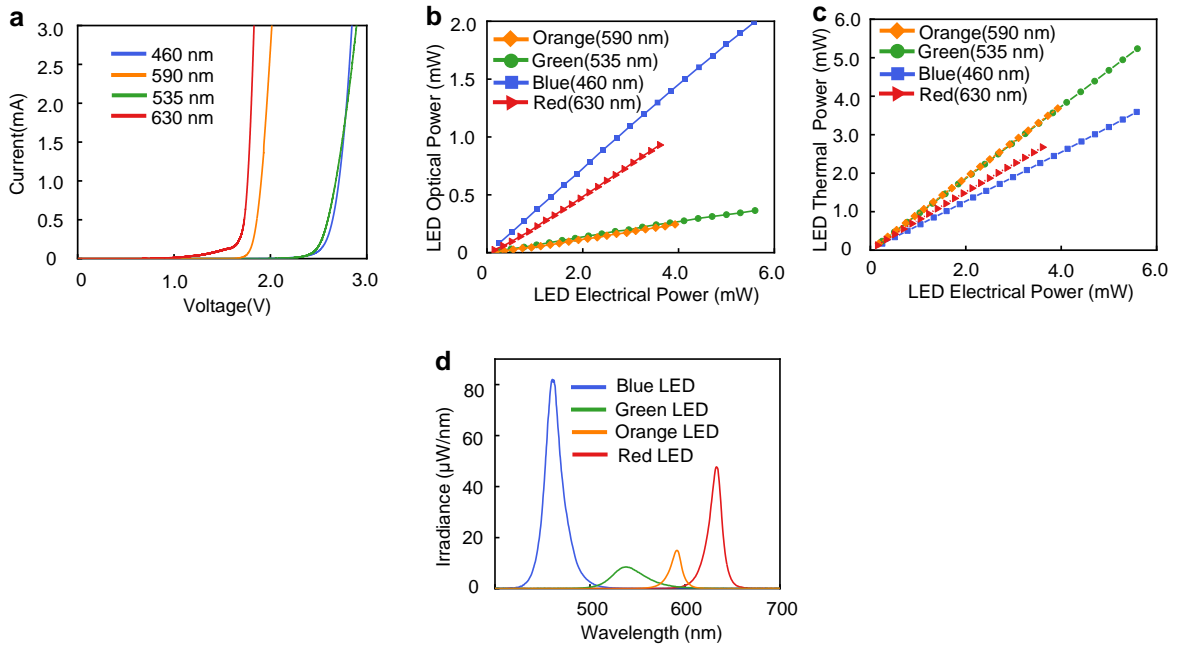 a
3.0
2.5
2.0
1.5
1.0
0.5
0
Current(mA)
460 nm
590 nm
535 nm
630 nm
0
1.0
2.0
3.0
Voltage(V)
b
2.0
1.5
1.0
0.5
0
LED Optical Power (mW)
Orange(590 nm)
Green(535 nm)
Blue(460 nm)
Red(630 nm)
0
2.0
4.0
6.0
LED Electrical Power (mW)
c
6.0
5.0
4.0
3.0
2.0
1.0
0
LED Thermal Power (mW)
Orange(590 nm)
Green(535 nm)
Blue(460 nm)
Red(630 nm)
0
2.0
4.0
6.0
LED Electrical Power (mW)
d
80
60
40
20
0
Irradiance (μW/nm)
Blue LED
Green LED
Orange LED
Red LED
500
600
700
Wavelength (nm)